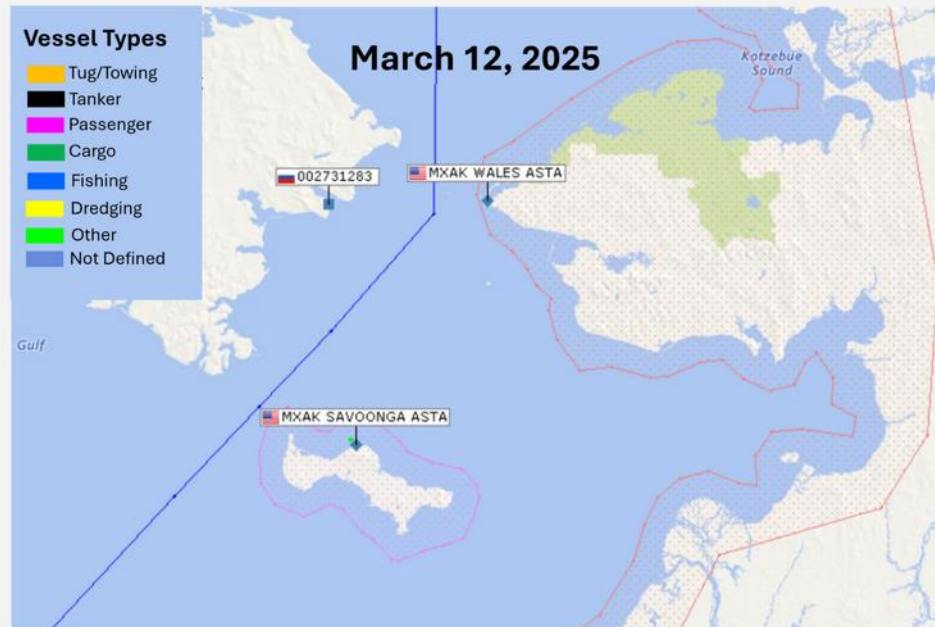 Vessel Types
Tug/Towing
Tanker
Passenger
Cargo
Fishing
Dredging
Other
Not Defined
March 12, 2025
Kotzebue
Sound
002731283
MXAK WALES ASTA
Gulf
MXAK SAVOONGA ASTA